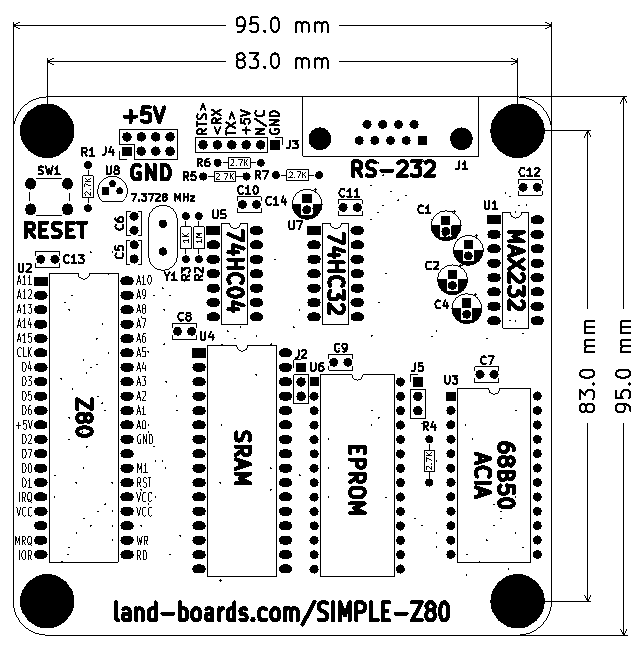 95.0 mm
83.0 mm
+5V
RTS>
<RX
TX>
+5V
N/C
GND
J4
J3
GND
RS-232
J1
R1
U8
R6 2.7K
R5 2.7K
R7 2.7K
SW1
2.7K
7.3728 MHz
C10
C14
C11
C12
RESET
C6
C5
Y1
1K
R3
1M
R2
U5
74HC04
U7
74HC32
C1
C2
C4
U1
MAX232
C13
U2
A11
A12
A13
A14
A15
CLK
D4
D3
D5
D6
+5V
D2
D7
D0
D1
IRQ
VCC
MRQ
IOR
Z80
A10
A9
A8
A7
A6
A5
A4
A3
A2
A1
A0
GND
M1
RST
VCC
VCC
WR
RD
C8
U4
SRAM
J2
U6
C9
EPROM
J5
R4
2.7K
U3
C7
68B50
ACIA
83.0 mm
95.0 mm
land-boards.com/SIMPLE-Z80